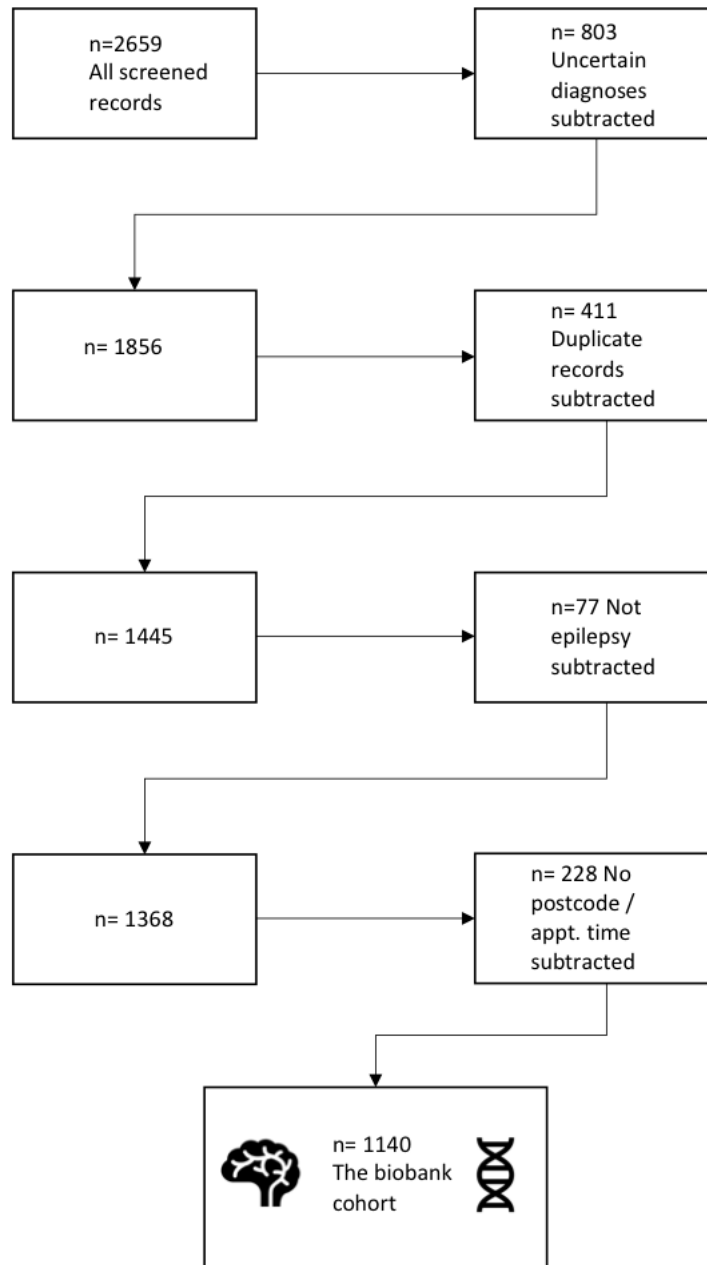 n=2659
All screened
records
n= 803
Uncertain
diagnoses
subtracted
n= 1856
n= 411
Duplicate
records
subtracted
n= 1445
n=77 Not
epilepsy
subtracted
n= 1368
n= 228 No
postcode /
appt. time
subtracted
n= 1140
The biobank
cohort